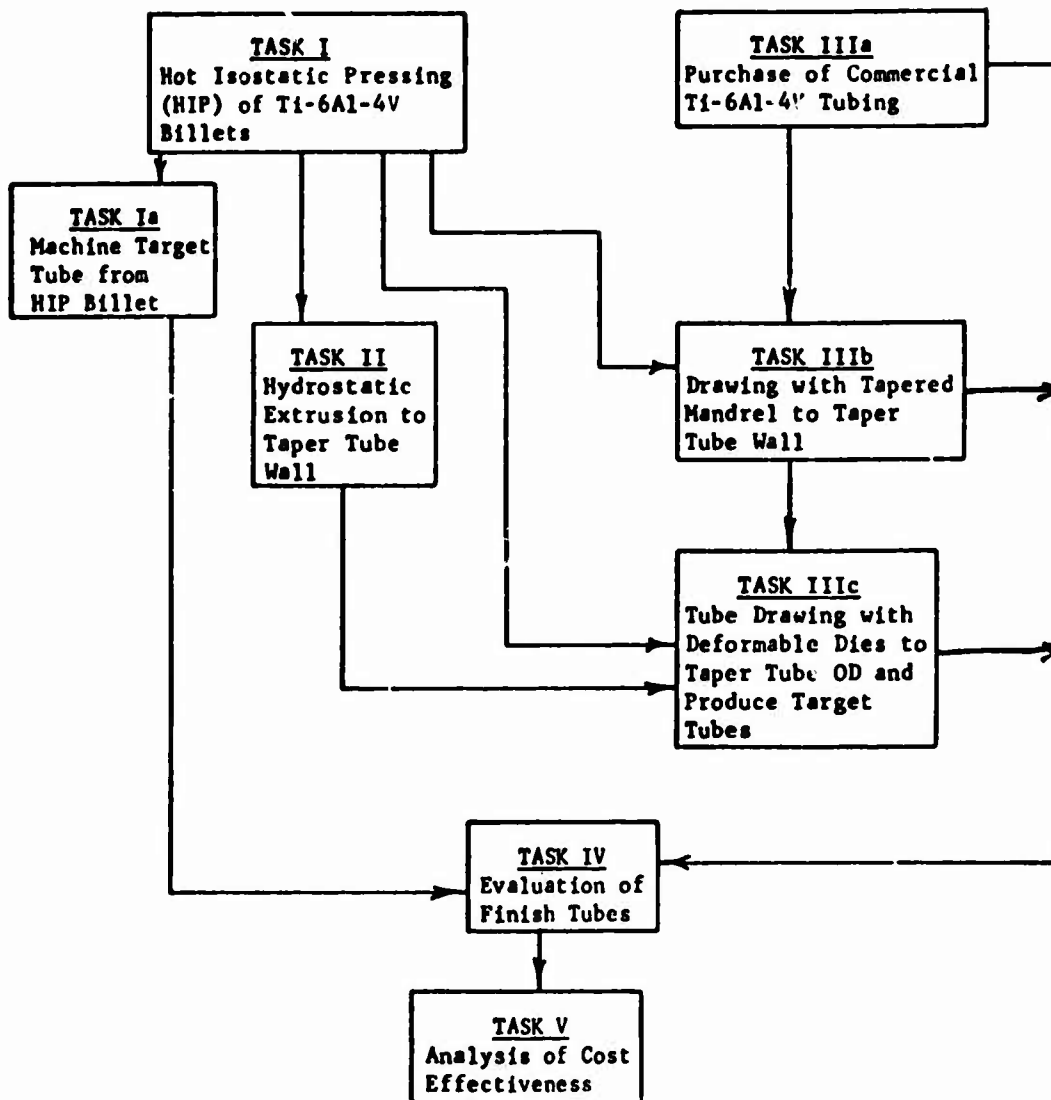 TASK I
Hot Isostatic Pressing
(HIP) of Ti-6Al-4V
Billets
TASK IIIa
Purchase of Commercial
Ti-6Al-4V Tubing
TASK Ia
Machine Target
Tube from
HIP Billet
TASK II
Hydrostatic
Extrusion to
Taper Tube
Wall
TASK IIIb
Drawing with Tapered
Mandrel to Taper
Tube Wall
TASK IIIc
Tube Drawing with
Deformable Dies to
Taper Tube OD and
Produce Target
Tubes
TASK IV
Evaluation of
Finish Tubes
TASK V
Analysis of Cost
Effectiveness